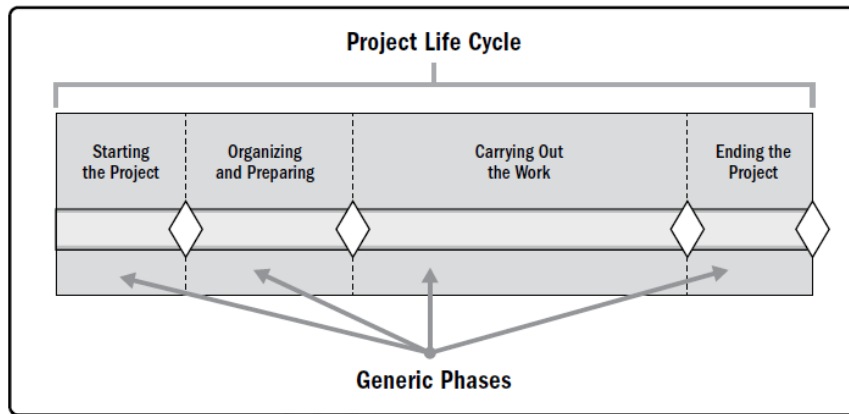 Project Life Cycle
Starting
the Project
Organizing
and Preparing
Carrying Out
the Work
Ending the
Project
Generic Phases